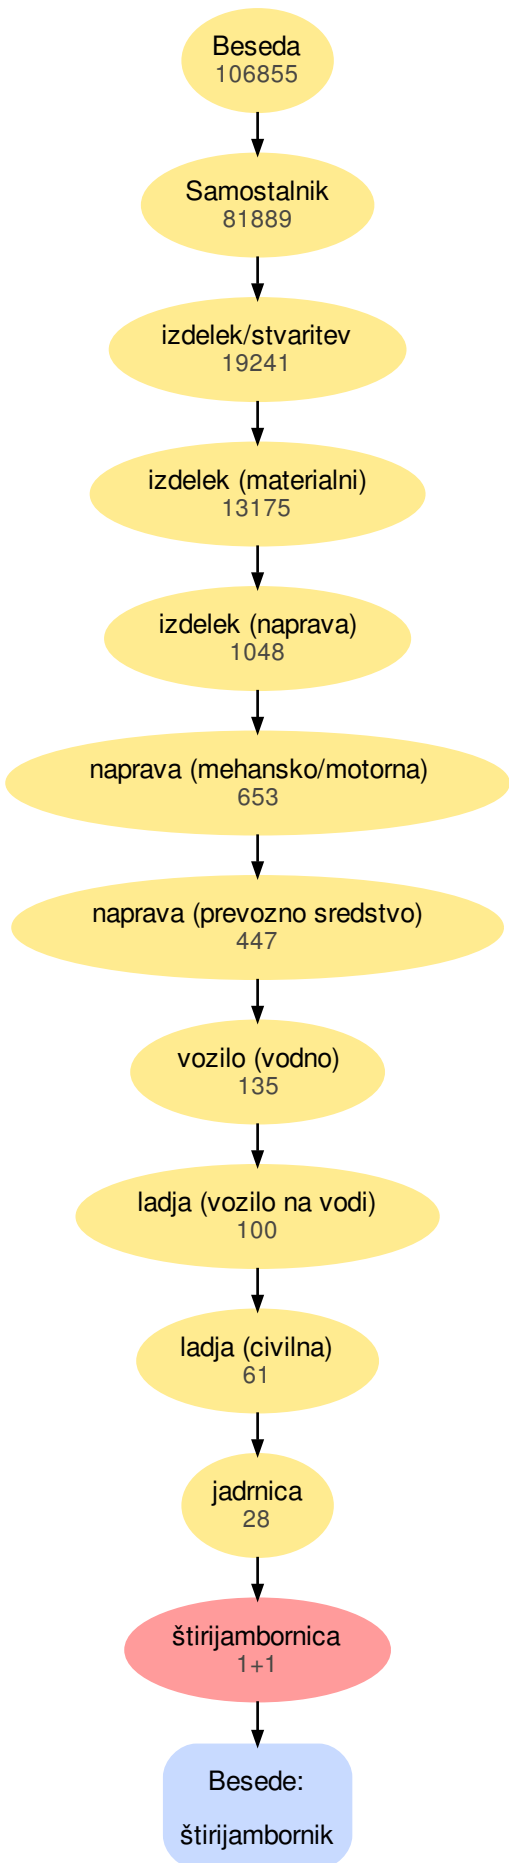 Beseda
106855
Samostalnik
81889
izdelek/stvaritev
19241
izdelek (materialni)
13175
izdelek (naprava)
1048
naprava (mehansko/motorna)
653
naprava (prevozno sredstvo)
447
vozilo (vodno)
135
ladja (vozilo na vodi)
100
ladja (civilna)
61
jadrnica
28
štirijambornica
1+1
Besede:
štirijambornik